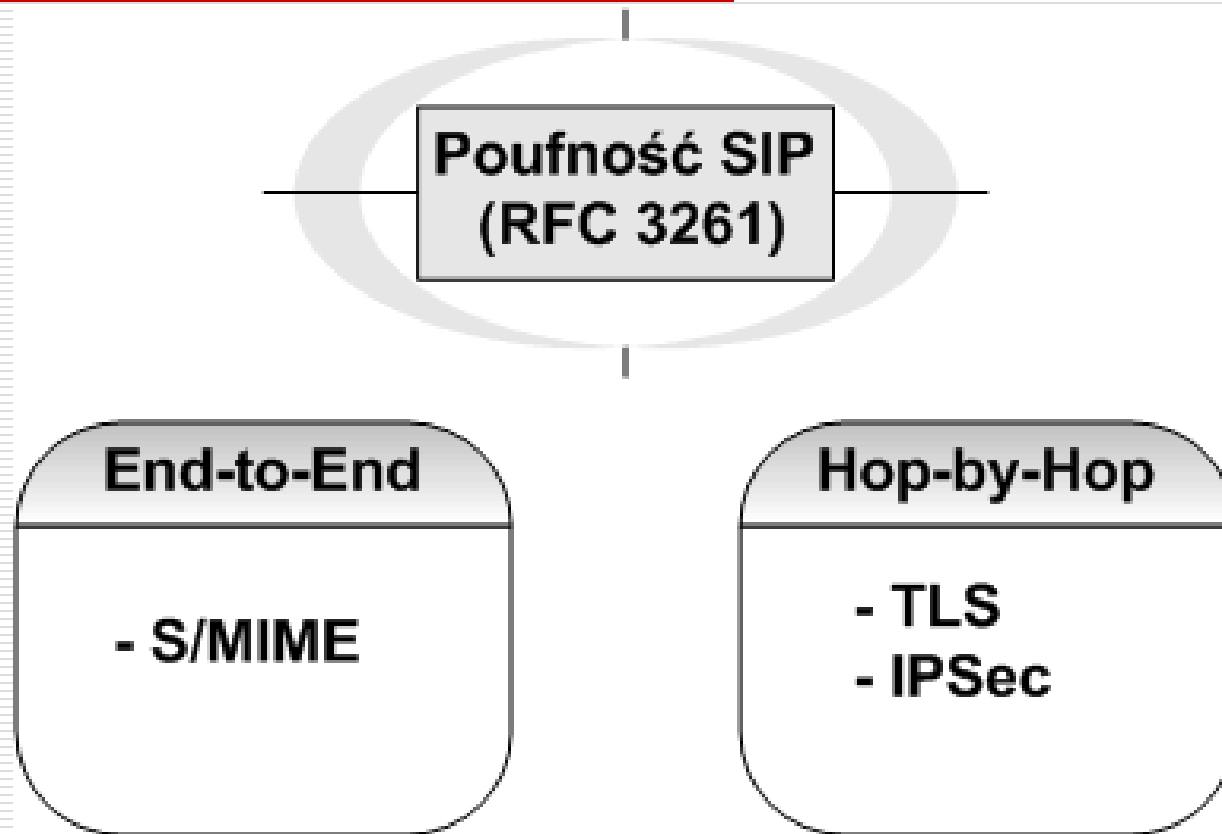 Poufność SIP
(RFC 3261)
End-to-End
- S/MIME
Hop-by-Hop
- TLS
- IPSec